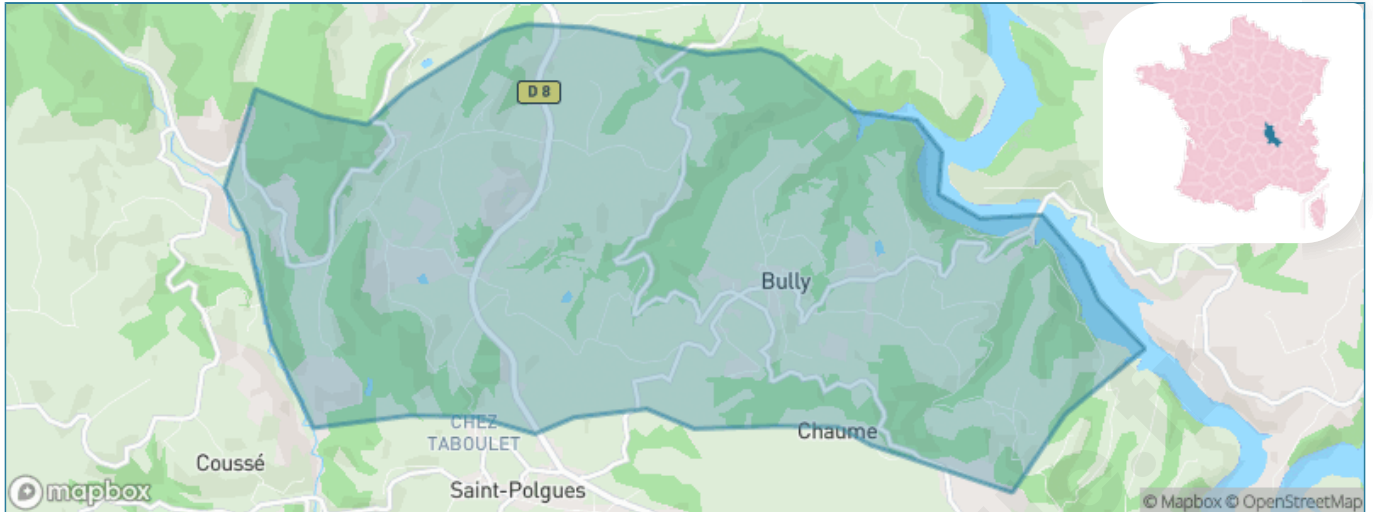 D 8
Bully
CHEZ
TABOULET
Chaume
Coussé
Saint-Polgues
mapbox
© Mapbox © OpenStreetMap